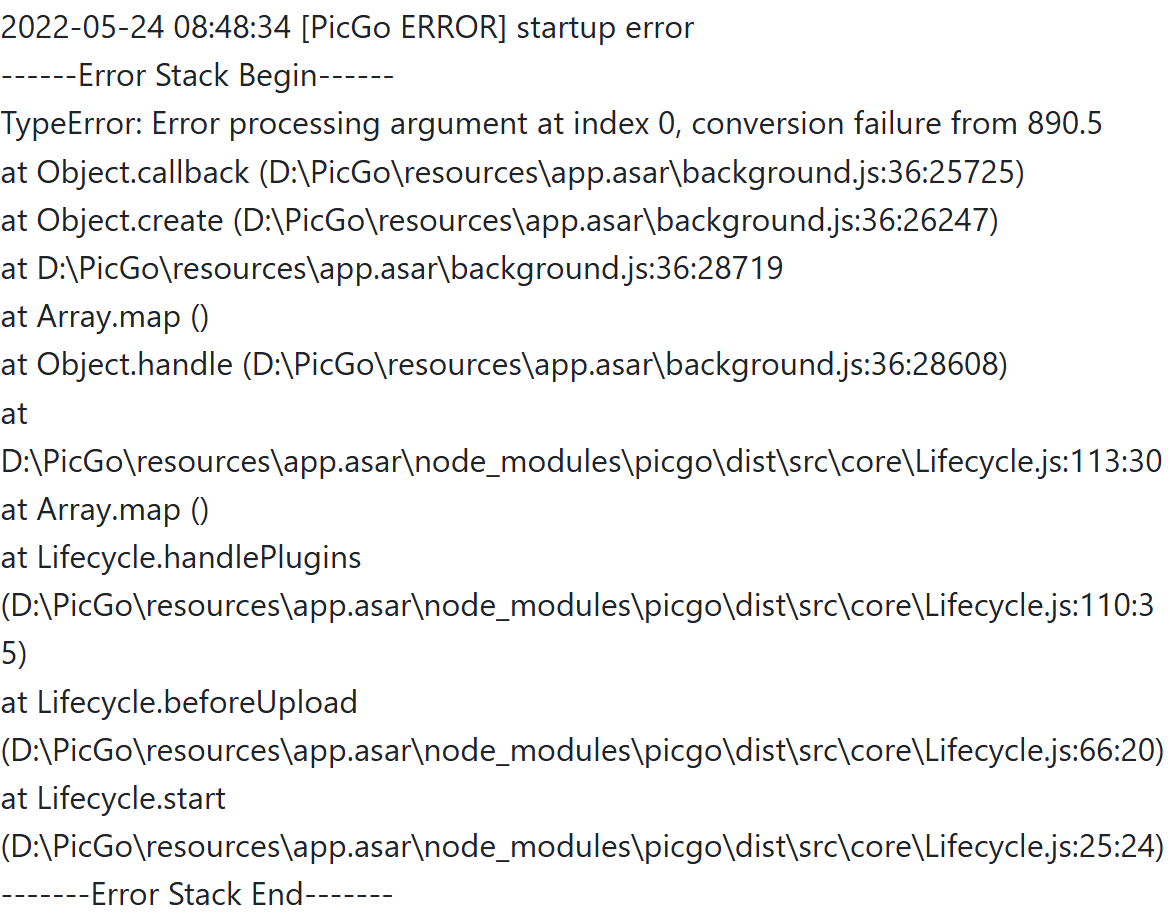 2022-05-24 08:48:34 [PicGo ERROR] startup error
------Error Stack Begin------
TypeError: Error processing argument at index 0, conversion failure from 890.5
at Object.callback (D:\PicGo\resources\app.asar\background.js:36:25725)
at Object.create (D:\PicGo\resources\app.asar\background.js:36:26247)
at D:\PicGo\resources\app.asar\background.js:36:28719
at Array.map ()
at Object.handle (D:\PicGo\resources\app.asar\background.js:36:28608)
at
D:\PicGo\resources\app.asar\node_modules\picgo\dist\src\core\Lifecycle.js:113:30
at Array.map ()
at Lifecycle.handlePlugins
(D:\PicGo\resources\app.asar\node_modules\picgo\dist\src\core\Lifecycle.js:110:3
5)
at Lifecycle.beforeUpload
(D:\PicGo\resources\app.asar\node_modules\picgo\dist\src\core\Lifecycle.js:66:20)
at Lifecycle.start
(D:\PicGo\resources\app.asar\node_modules\picgo\dist\src\core\Lifecycle.js:25:24)
-------Error Stack End-------